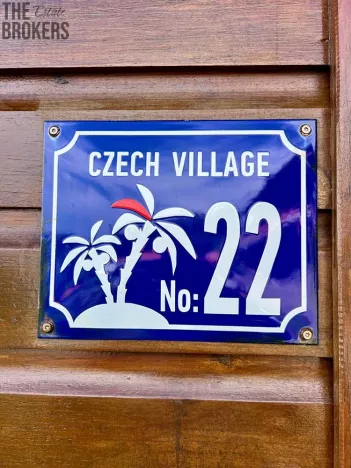 THE Estate
BROKERS
CZECH VILLAGE
No: 22